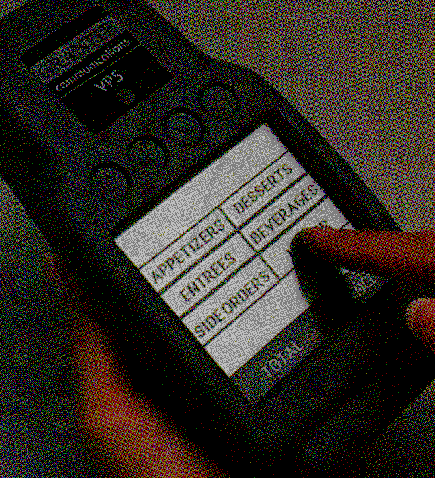 communications
VPS
APPETIZERS DESSERTS
ENTREES BEVERAGES
SIDE ORDERS
TOTAL